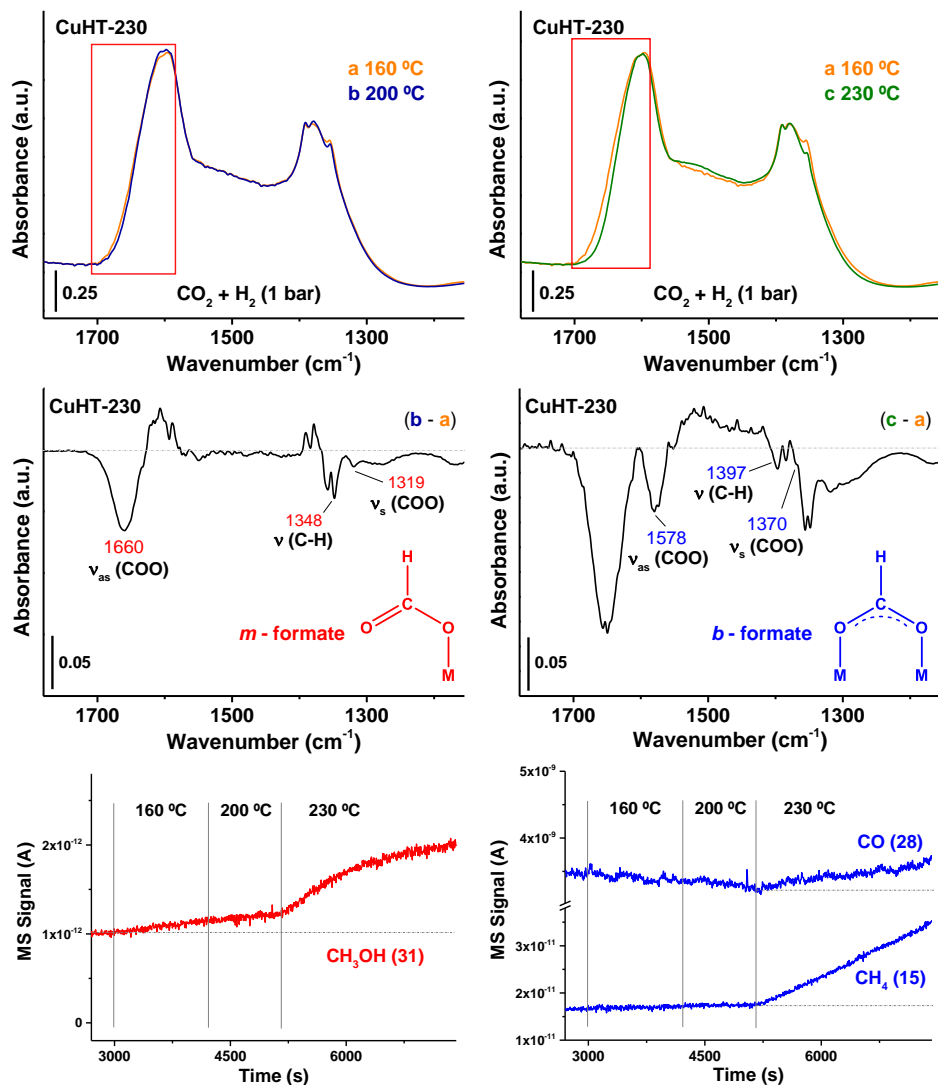 CuHT-230
a 160 ºC
b 200 ºC
0.25
CO₂ + H₂ (1 bar)
1700 1500 1300
Wavenumber (cm⁻¹)
Absorbance (a.u.)
CuHT-230
a 160 ºC
c 230 ºC
0.25
CO₂ + H₂ (1 bar)
1700 1500 1300
Wavenumber (cm⁻¹)
Absorbance (a.u.)
CuHT-230
(b - a)
1660
νas (COO)
1348
ν (C-H)
1319
νs (COO)
m - formate
H
C
O O
M
0.05
1700 1500 1300
Wavenumber (cm⁻¹)
Absorbance (a.u.)
CuHT-230
(c - a)
1397
ν (C-H)
1578
νas (COO)
1370
νs (COO)
b - formate
H
C
O O
M M
0.05
1700 1500 1300
Wavenumber (cm⁻¹)
Absorbance (a.u.)
160 ºC 200 ºC 230 ºC
2x10⁻¹²
1x10⁻¹²
0
CH₃OH (31)
3000 4500 6000
Time (s)
MS Signal (A)
5x10⁻⁹
160 ºC 200 ºC 230 ºC
4x10⁻⁹
CO (28)
3x10⁻¹¹
CH₄ (15)
2x10⁻¹¹
1x10⁻¹¹
3000 4500 6000
Time (s)
MS Signal (A)